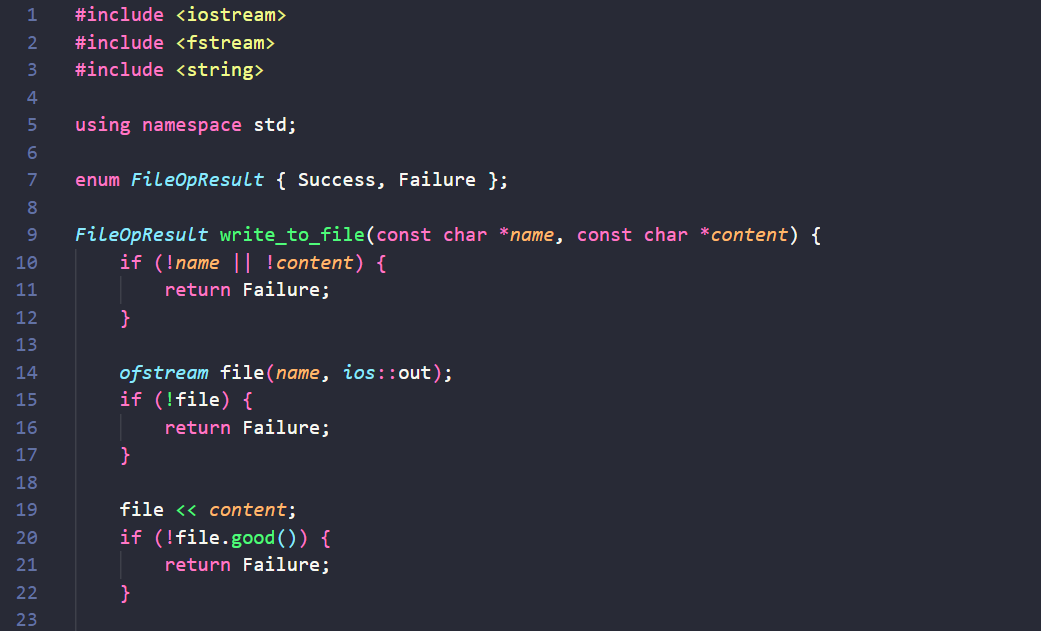 1 #include <iostream>
2 #include <fstream>
3 #include <string>
4
5 using namespace std;
6
7 enum FileOpResult { Success, Failure };
8
9 FileOpResult write_to_file(const char *name, const char *content) {
10     if (!name || !content) {
11         return Failure;
12     }
13
14     ofstream file(name, ios::out);
15     if (!file) {
16         return Failure;
17     }
18
19     file << content;
20     if (!file.good()) {
21         return Failure;
22     }
23